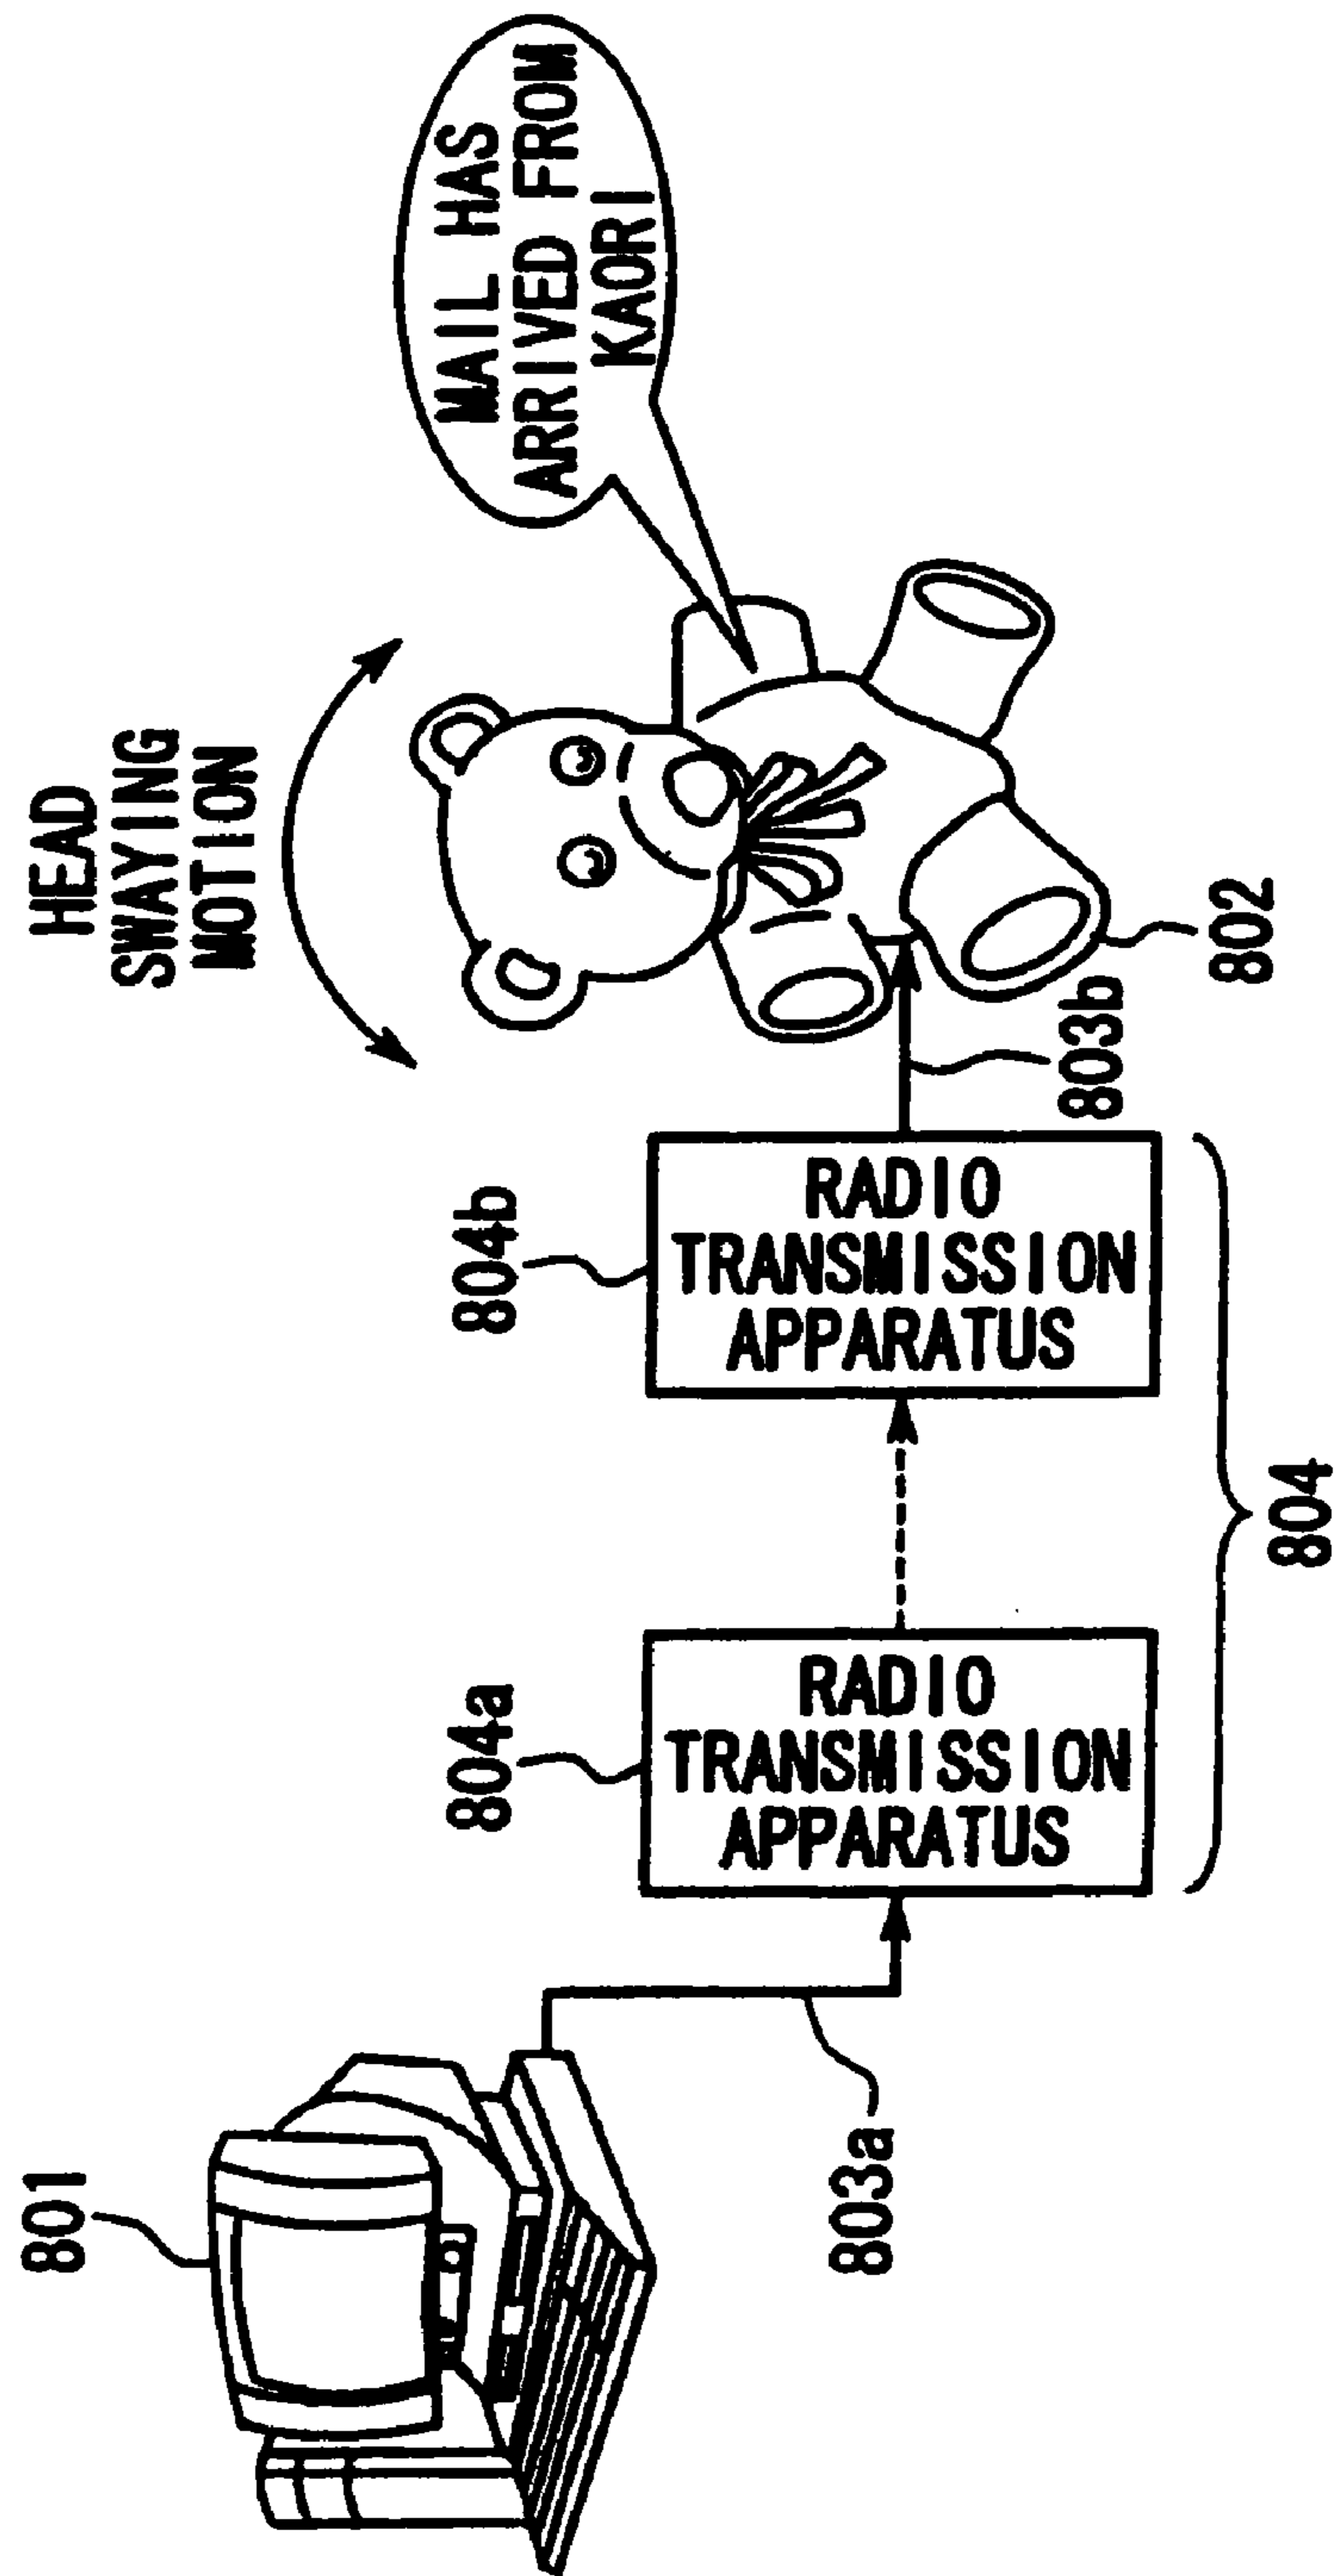 HEAD
SWAYING
MOTION
MAIL HAS
ARRIVED FROM
KAORI
801
804a
804b
RADIO
TRANSMISSION
APPARATUS
RADIO
TRANSMISSION
APPARATUS
803a
803b
802
804